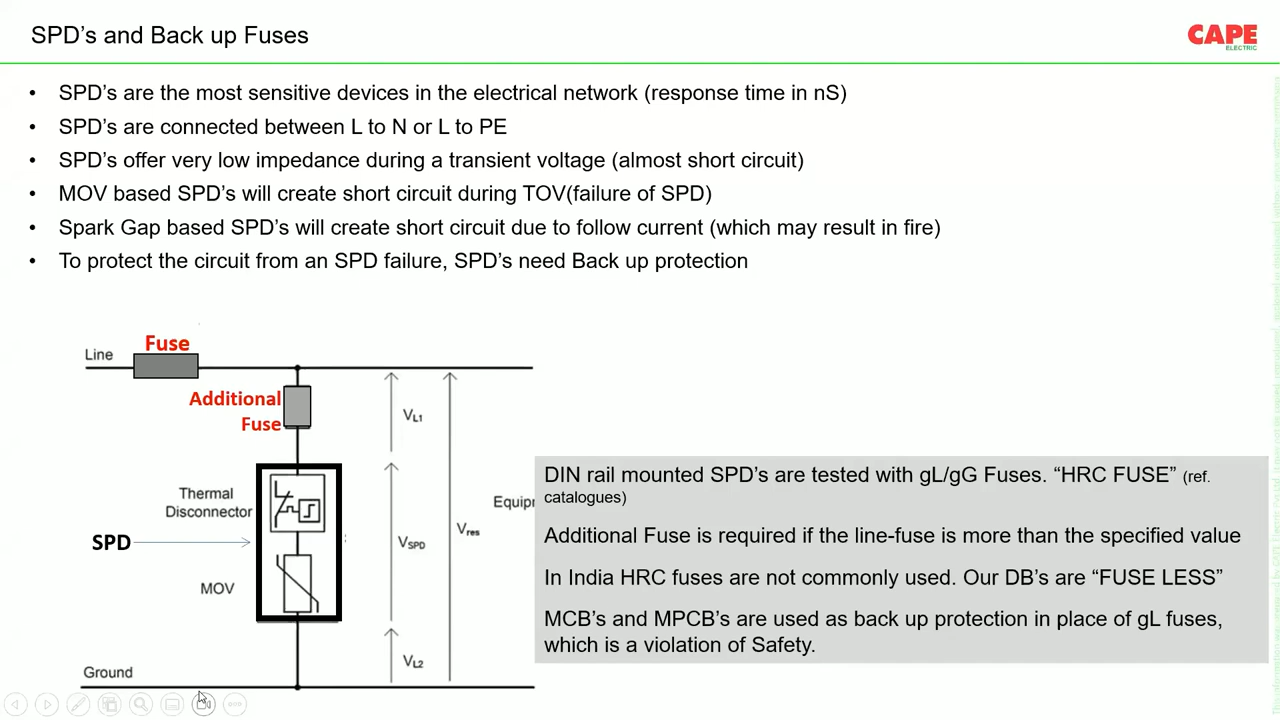 SPD's and Back up Fuses
CAPE
ELECTRIC
• SPD's are the most sensitive devices in the electrical network (response time in nS)
• SPD's are connected between L to N or L to PE
• SPD's offer very low impedance during a transient voltage (almost short circuit)
• MOV based SPD's will create short circuit during TOV(failure of SPD)
• Spark Gap based SPD's will create short circuit due to follow current (which may result in fire)
• To protect the circuit from an SPD failure, SPD's need Back up protection
Fuse
Line
Additional
Fuse
VL1
Thermal
Disconnector
SPD
MOV
VSPD
Vres
Equip
VL2
Ground
DIN rail mounted SPD's are tested with gL/gG Fuses. “HRC FUSE” (ref.
catalogues)
Additional Fuse is required if the line-fuse is more than the specified value
In India HRC fuses are not commonly used. Our DB's are “FUSE LESS”
MCB's and MPCB's are used as back up protection in place of gL fuses,
which is a violation of Safety.